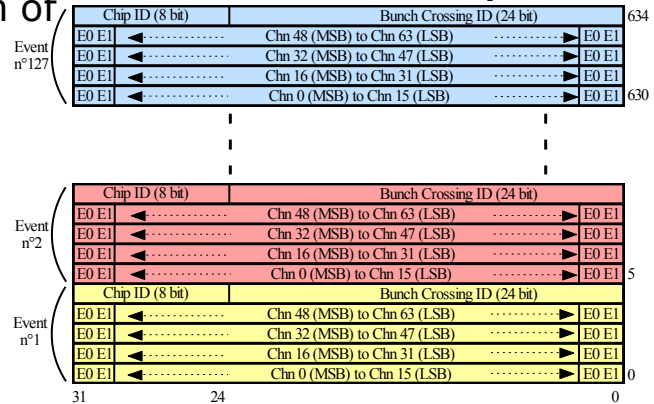 n of
Chip ID (8 bit) Bunch Crossing ID (24 bit) 634
E0 E1 Chn 48 (MSB) to Chn 63 (LSB) E0 E1
Event
n°127
E0 E1 Chn 32 (MSB) to Chn 47 (LSB) E0 E1
E0 E1 Chn 16 (MSB) to Chn 31 (LSB) E0 E1
E0 E1 Chn 0 (MSB) to Chn 15 (LSB) E0 E1 630
Chip ID (8 bit) Bunch Crossing ID (24 bit)
E0 E1 Chn 48 (MSB) to Chn 63 (LSB) E0 E1
Event
n°2
E0 E1 Chn 32 (MSB) to Chn 47 (LSB) E0 E1
E0 E1 Chn 16 (MSB) to Chn 31 (LSB) E0 E1
E0 E1 Chn 0 (MSB) to Chn 15 (LSB) E0 E1 5
Chip ID (8 bit) Bunch Crossing ID (24 bit)
E0 E1 Chn 48 (MSB) to Chn 63 (LSB) E0 E1
Event
n°1
E0 E1 Chn 32 (MSB) to Chn 47 (LSB) E0 E1
E0 E1 Chn 16 (MSB) to Chn 31 (LSB) E0 E1
E0 E1 Chn 0 (MSB) to Chn 15 (LSB) E0 E1 0
31 24 0